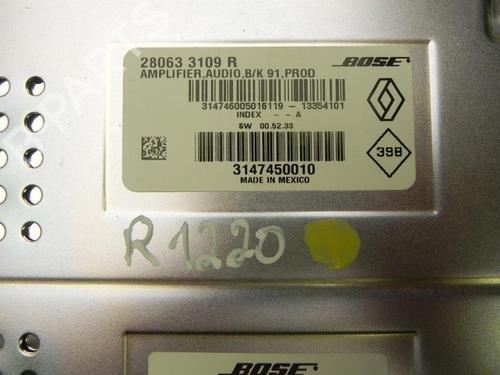 28063 3109 R
BOSE
AMPLIFIER,AUDIO,B/K 91,PROD
314746005016119 - 13354101
INDEX - - A
SW 00.52.33
398
3147450010
MADE IN MEXICO
R1220
BOSE